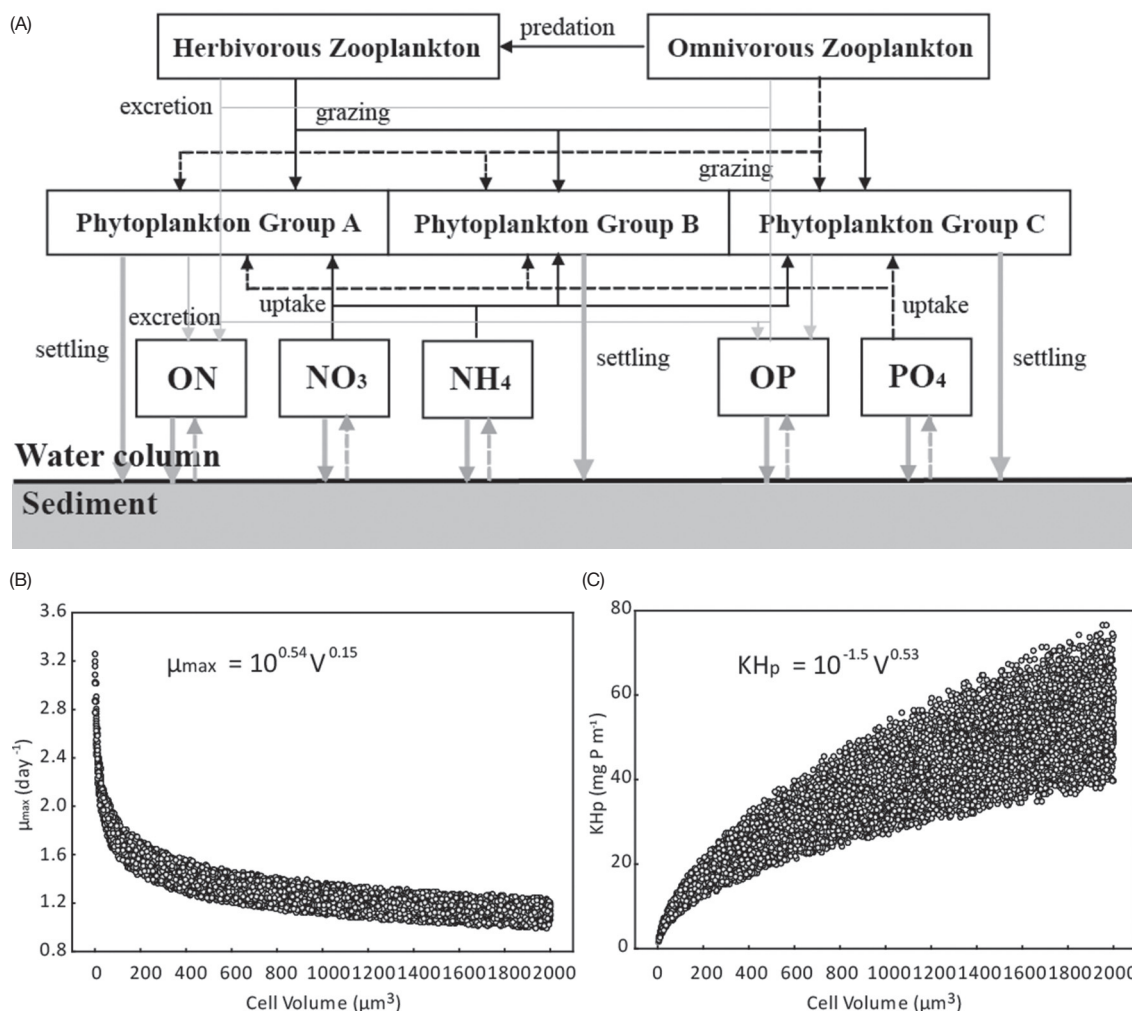 (A)
predation
Herbivorous Zooplankton
Omnivorous Zooplankton
excretion
grazing
grazing
Phytoplankton Group A
Phytoplankton Group B
Phytoplankton Group C
uptake
uptake
excretion
settling
settling
settling
ON
NO3
NH4
OP
PO4
Water column
Sediment
(B)
3.6
3.2
2.8
2.4
2.0
1.6
1.2
0.8
μmax (day -1)
μmax = 10^0.54 V^0.15
0 200 400 600 800 1000 1200 1400 1600 1800 2000
Cell Volume (μm3)
(C)
80
60
40
20
0
KHp (mg P m-1)
KHp = 10^-1.5 V^0.53
0 200 400 600 800 1000 1200 1400 1600 1800 2000
Cell Volume (μm3)